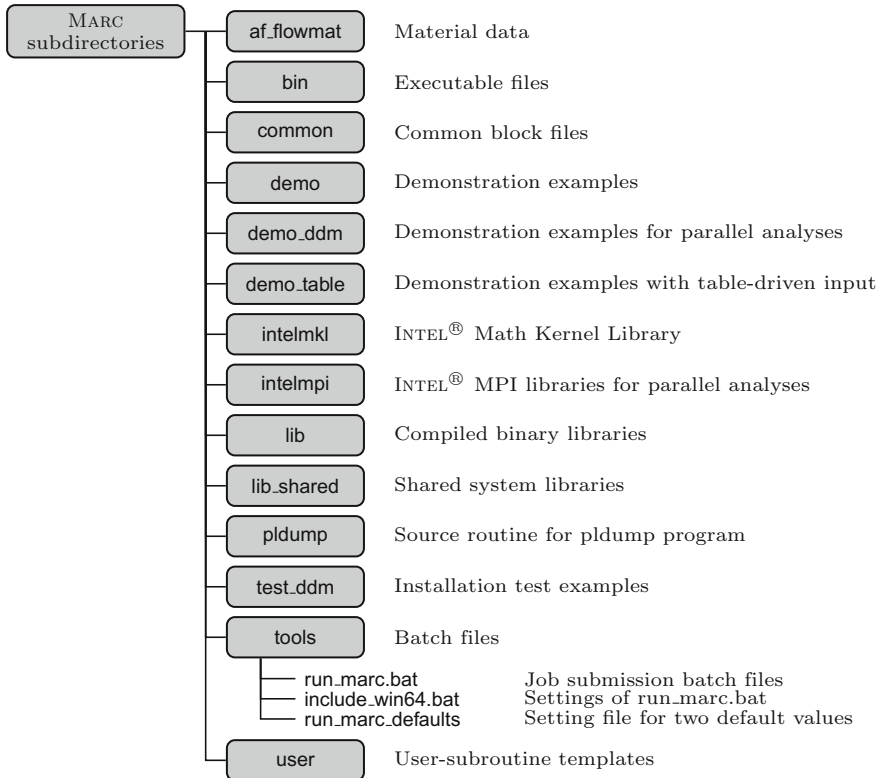 MARC
subdirectories
af_flowmat Material data
bin Executable files
common Common block files
demo Demonstration examples
demo_ddm Demonstration examples for parallel analyses
demo_table Demonstration examples with table-driven input
intelmkl INTEL® Math Kernel Library
intelmpi INTEL® MPI libraries for parallel analyses
lib Compiled binary libraries
lib_shared Shared system libraries
pldump Source routine for pldump program
test_ddm Installation test examples
tools Batch files
run_marc.bat Job submission batch files
include_win64.bat Settings of run_marc.bat
run_marc_defaults Setting file for two default values
user User-subroutine templates